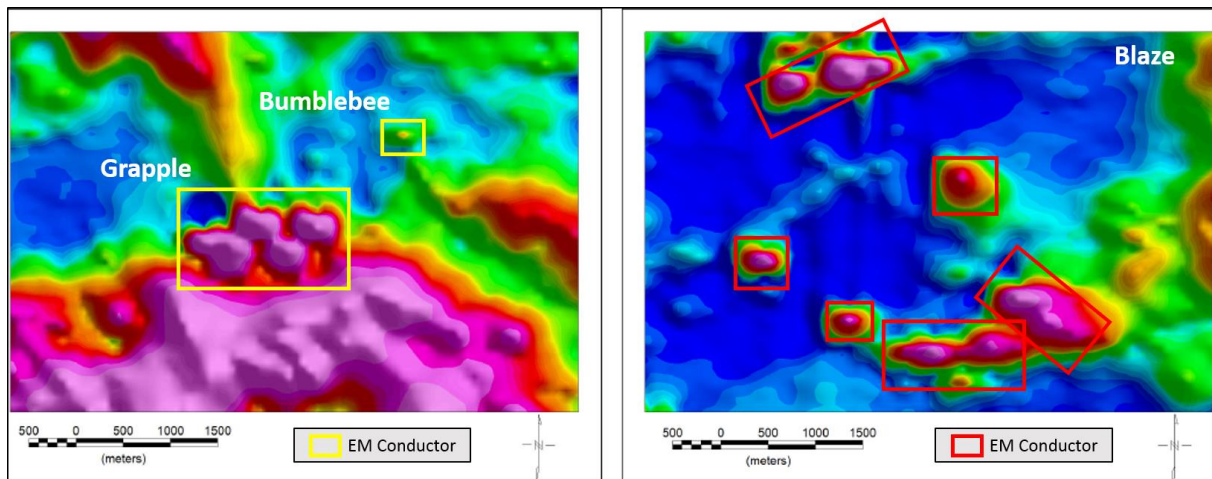 Bumblebee
Grapple
500 0 500 1000 1500
(meters)
EM Conductor
N
Blaze
500 0 500 1000 1500
(meters)
EM Conductor
N